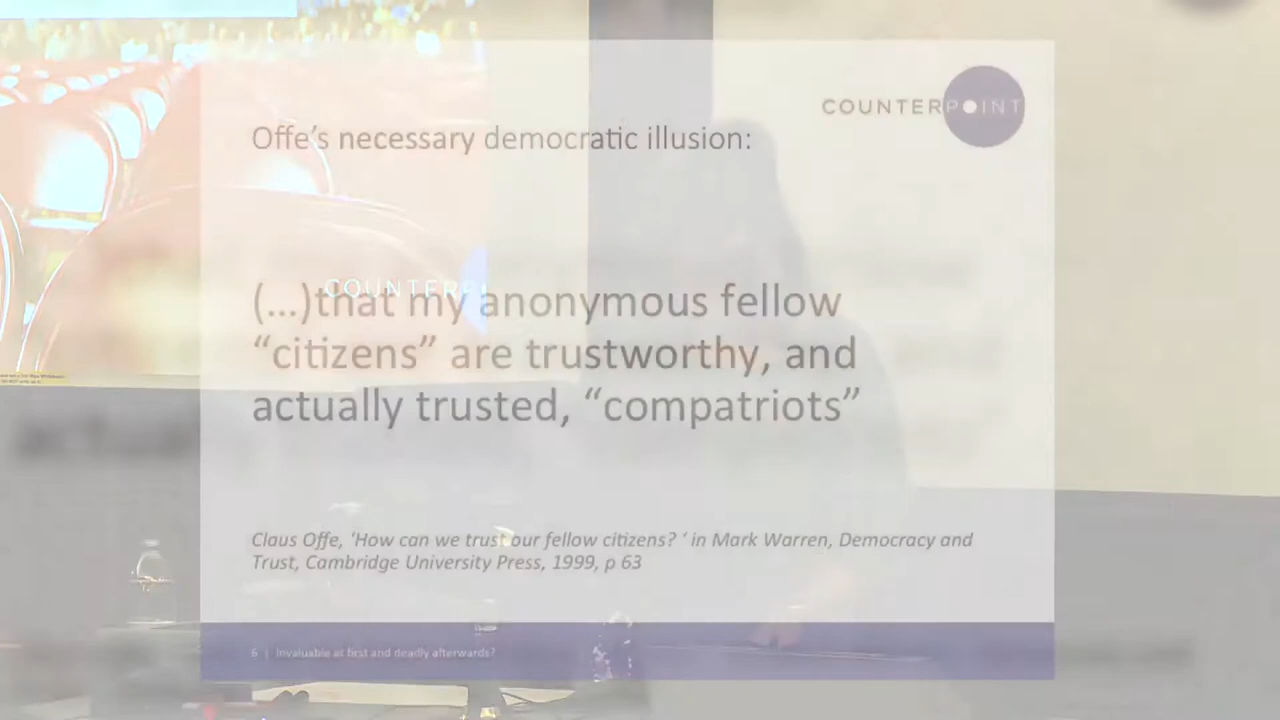 COUNTERPOINT
Offe’s necessary democratic illusion:
COUNTERP
(…)that my anonymous fellow
“citizens” are trustworthy, and
actually trusted, “compatriots”
Claus Offe, ‘How can we trust our fellow citizens? ‘ in Mark Warren, Democracy and
Trust, Cambridge University Press, 1999, p 63
6 | Invaluable at first and deadly afterwards?